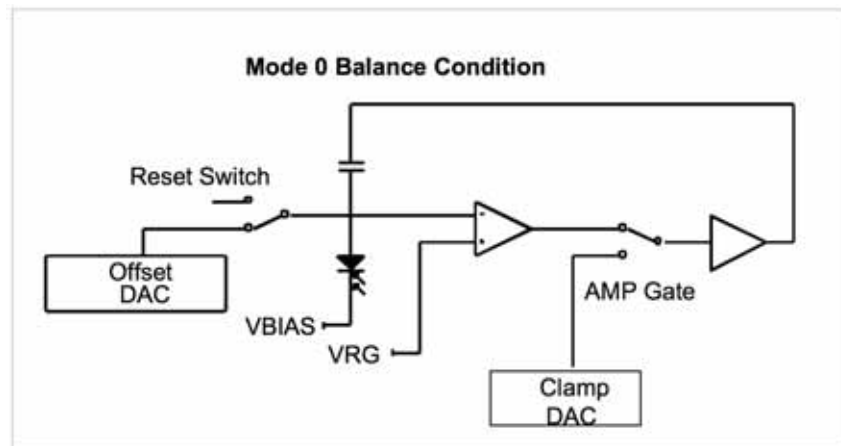 Mode 0 Balance Condition
Reset Switch
Offset
DAC
VBIAS
VRG
-
+
AMP Gate
Clamp
DAC